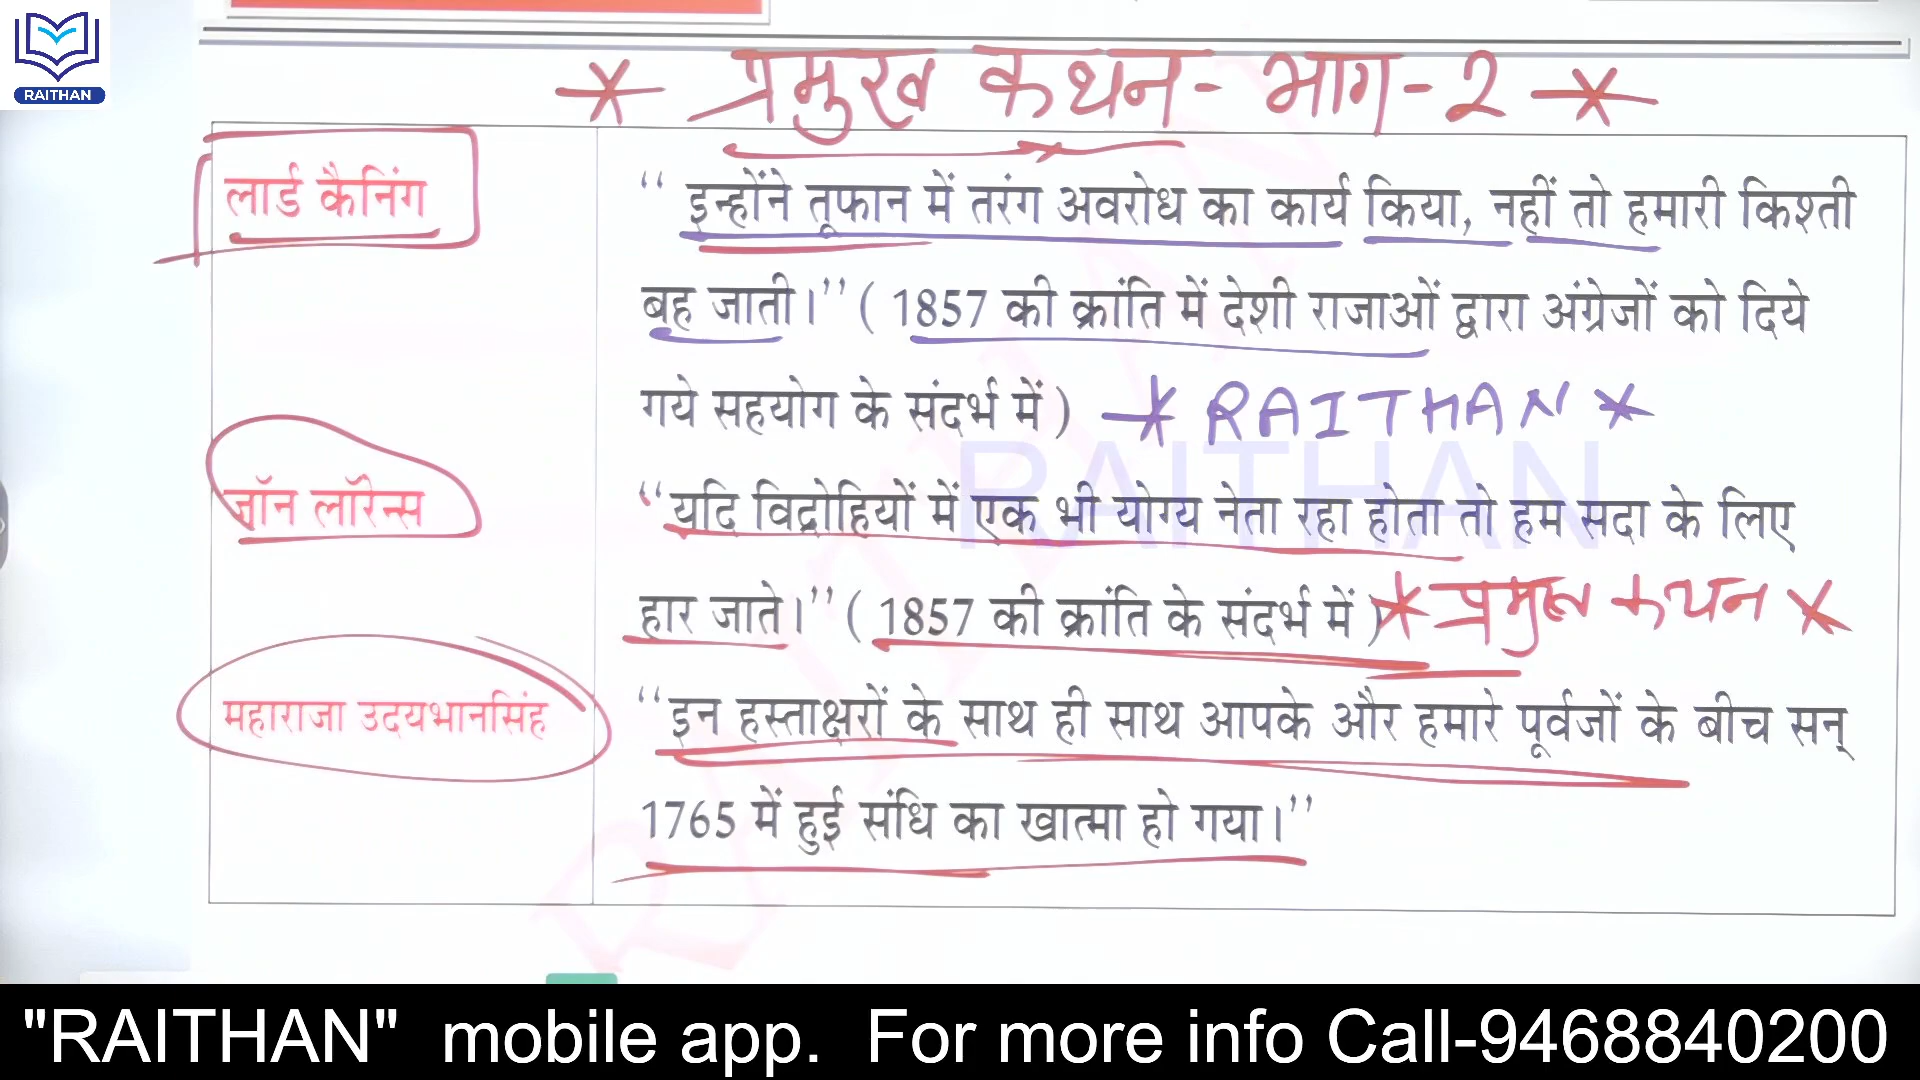 RAITHAN
* प्रमुख कथन - भाग - 2 *
लार्ड कैनिंग
‘‘ इन्होंने तूफान में तरंग अवरोध का कार्य किया, नहीं तो हमारी किश्ती
बह जाती।’’ ( 1857 की क्रांति में देशी राजाओं द्वारा अंग्रेजों को दिये
गये सहयोग के संदर्भ में ) * RAITHAN *
RAITHAN
जॉन लॉरेन्स
‘‘यदि विद्रोहियों में एक भी योग्य नेता रहा होता तो हम सदा के लिए
हार जाते।’’ ( 1857 की क्रांति के संदर्भ में ) * प्रमुख कथन *
महाराजा उदयभानसिंह
‘‘इन हस्ताक्षरों के साथ ही साथ आपके और हमारे पूर्वजों के बीच सन्
1765 में हुई संधि का खात्मा हो गया।’’
RAITHAN
"RAITHAN" mobile app. For more info Call-9468840200